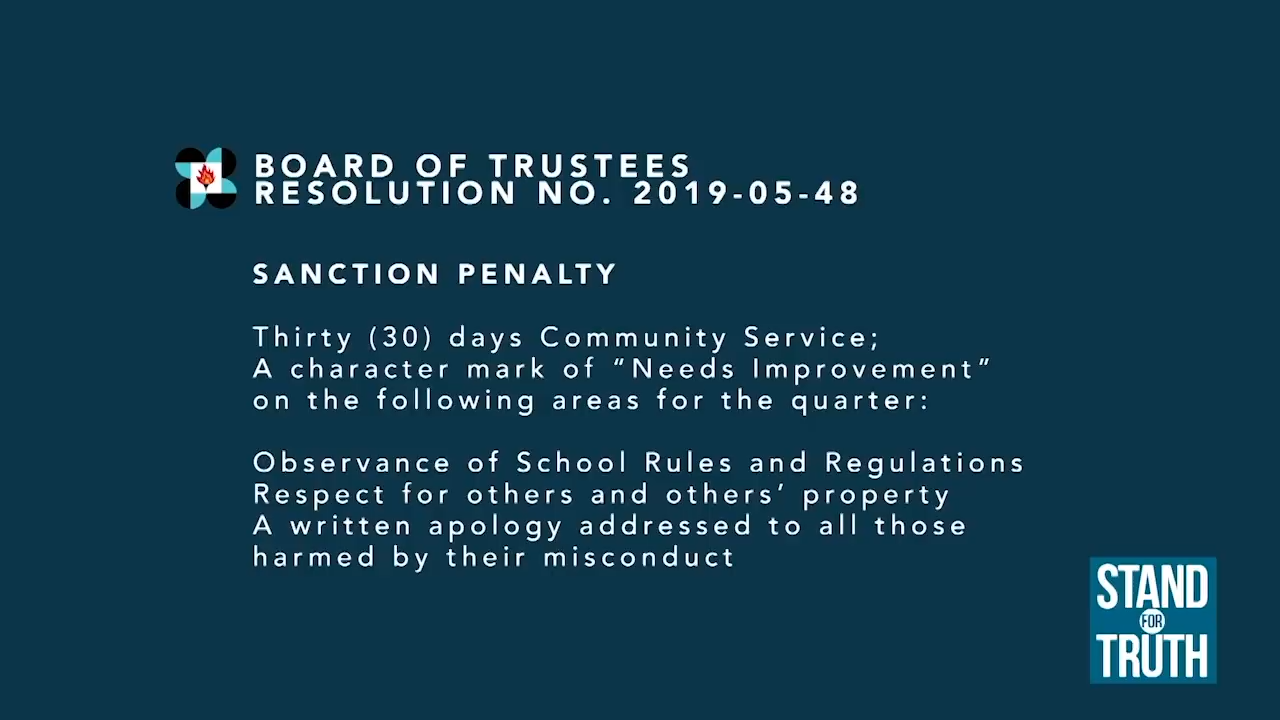 BOARD OF TRUSTEES
RESOLUTION NO. 2019-05-48
SANCTION PENALTY
Thirty (30) days Community Service;
A character mark of “Needs Improvement”
on the following areas for the quarter:
Observance of School Rules and Regulations
Respect for others and others’ property
A written apology addressed to all those
harmed by their misconduct
STAND
FOR
TRUTH